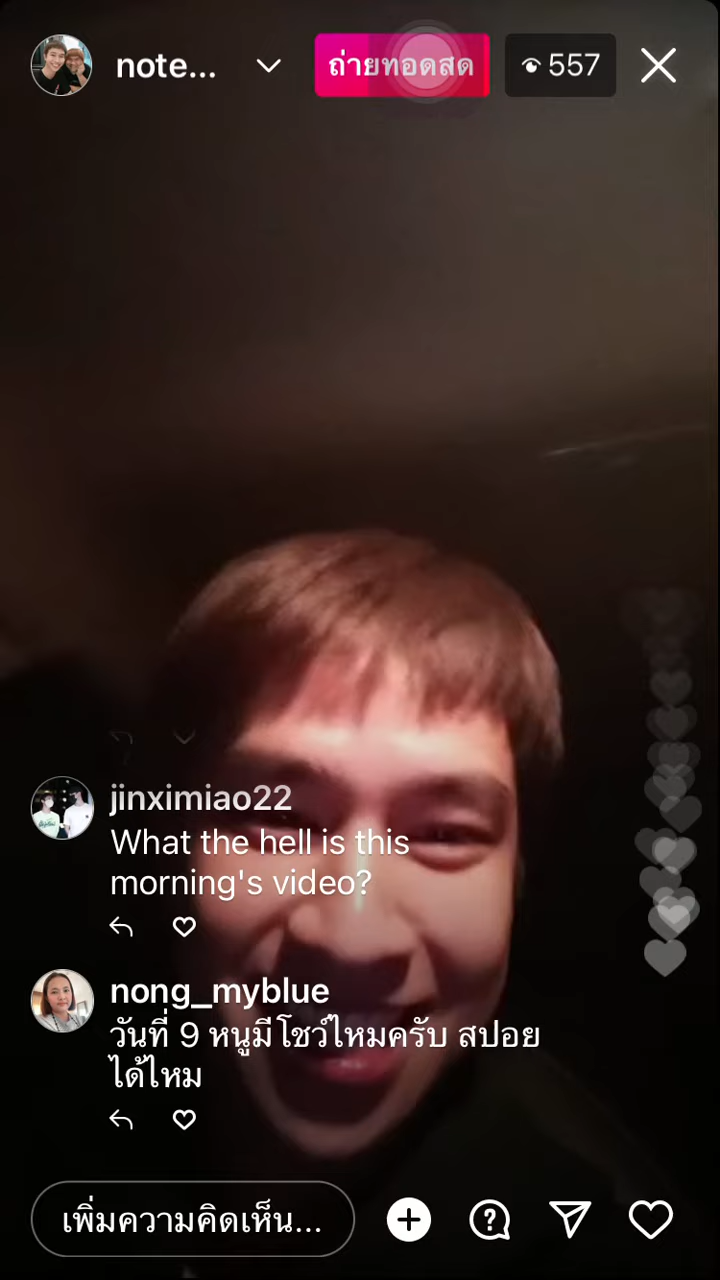 note...
ถ่ายทอดสด
557
jinximiao22
What the hell is this
morning's video?
nong_myblue
วันที่ 9 หนูมีโชว์ไหมครับ สปอย
ได้ไหม
เพิ่มความคิดเห็น...